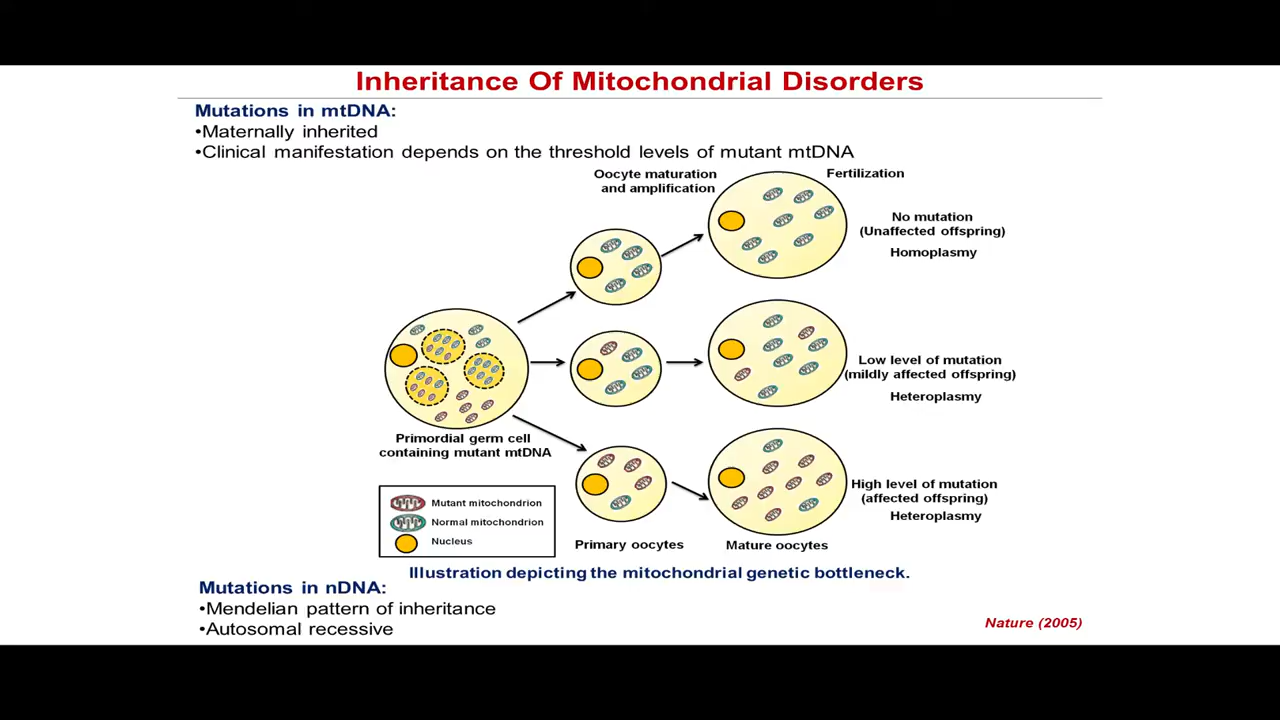 Inheritance Of Mitochondrial Disorders
Mutations in mtDNA:
•Maternally inherited
•Clinical manifestation depends on the threshold levels of mutant mtDNA
Oocyte maturation
and amplification
Fertilization
No mutation
(Unaffected offspring)
Homoplasmy
Low level of mutation
(mildly affected offspring)
Heteroplasmy
Primordial germ cell
containing mutant mtDNA
High level of mutation
(affected offspring)
Heteroplasmy
Mutant mitochondrion
Normal mitochondrion
Nucleus
Primary oocytes
Mature oocytes
Illustration depicting the mitochondrial genetic bottleneck.
Mutations in nDNA:
•Mendelian pattern of inheritance
•Autosomal recessive
Nature (2005)